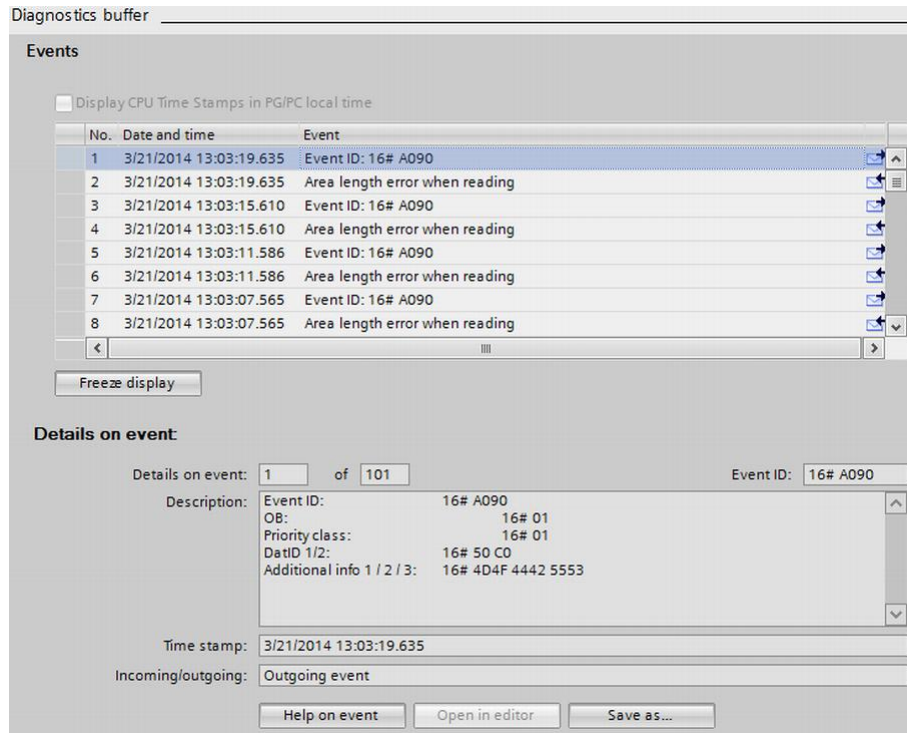 Diagnostics buffer
Events
Display CPU Time Stamps in PG/PC local time
No. Date and time Event
1 3/21/2014 13:03:19.635 Event ID: 16# A090
2 3/21/2014 13:03:19.635 Area length error when reading
3 3/21/2014 13:03:15.610 Event ID: 16# A090
4 3/21/2014 13:03:15.610 Area length error when reading
5 3/21/2014 13:03:11.586 Event ID: 16# A090
6 3/21/2014 13:03:11.586 Area length error when reading
7 3/21/2014 13:03:07.565 Event ID: 16# A090
8 3/21/2014 13:03:07.565 Area length error when reading
Freeze display
Details on event:
Details on event: 1 of 101 Event ID: 16# A090
Description: Event ID: 16# A090
OB: 16# 01
Priority class: 16# 01
DatID 1/2: 16# 50 C0
Additional info 1 / 2 / 3: 16# 4D4F 4442 5553
Time stamp: 3/21/2014 13:03:19.635
Incoming/outgoing: Outgoing event
Help on event Open in editor Save as...